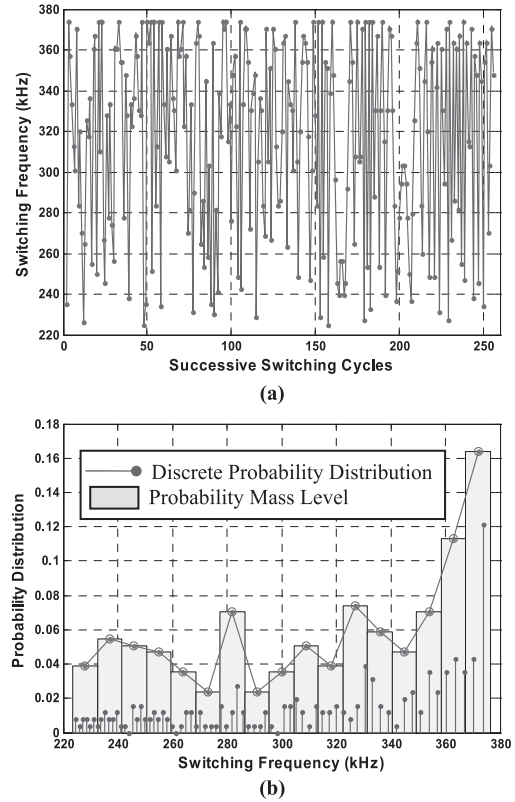 380
360
340
320
300
280
260
240
220
Switching Frequency (kHz)
0 50 100 150 200 250
Successive Switching Cycles
(a)
0.18
0.16
0.14
0.12
0.1
0.08
0.06
0.04
0.02
0
Probability Distribution
Discrete Probability Distribution
Probability Mass Level
220 240 260 280 300 320 340 360 380
Switching Frequency (kHz)
(b)